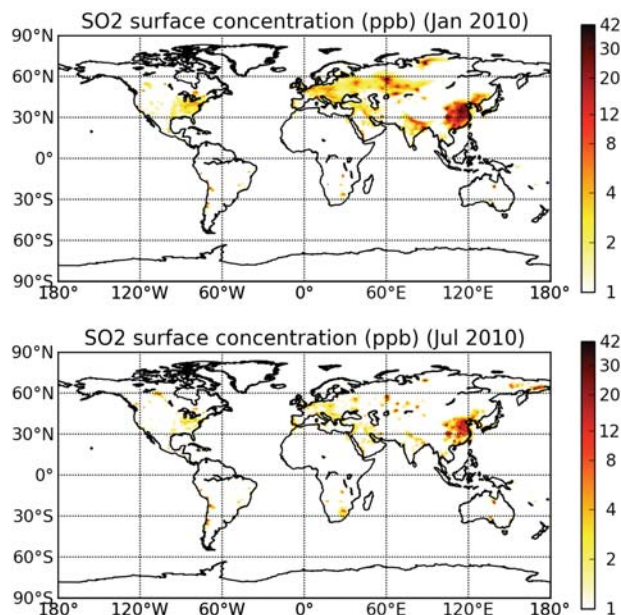 SO2 surface concentration (ppb) (Jan 2010)
90°N
60°N
30°N
0°
30°S
60°S
90°S
180° 120°W 60°W 0° 60°E 120°E 180°
42
30
20
12
8
4
2
1
SO2 surface concentration (ppb) (Jul 2010)
90°N
60°N
30°N
0°
30°S
60°S
90°S
180° 120°W 60°W 0° 60°E 120°E 180°
42
30
20
12
8
4
2
1